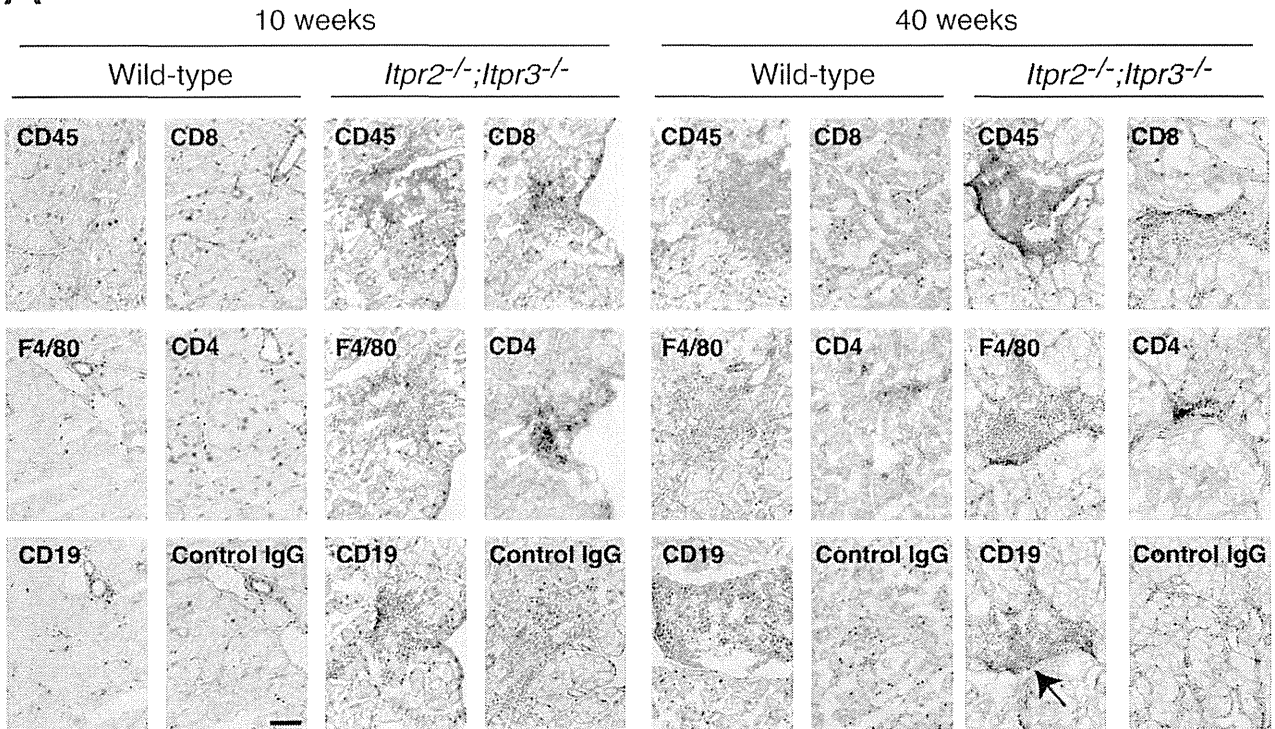 10 weeks 40 weeks
Wild-type Itpr2-/-;Itpr3-/- Wild-type Itpr2-/-;Itpr3-/-
CD45 CD8 CD45 CD8 CD45 CD8 CD45 CD8
F4/80 CD4 F4/80 CD4 F4/80 CD4 F4/80 CD4
CD19 Control IgG CD19 Control IgG CD19 Control IgG CD19 Control IgG